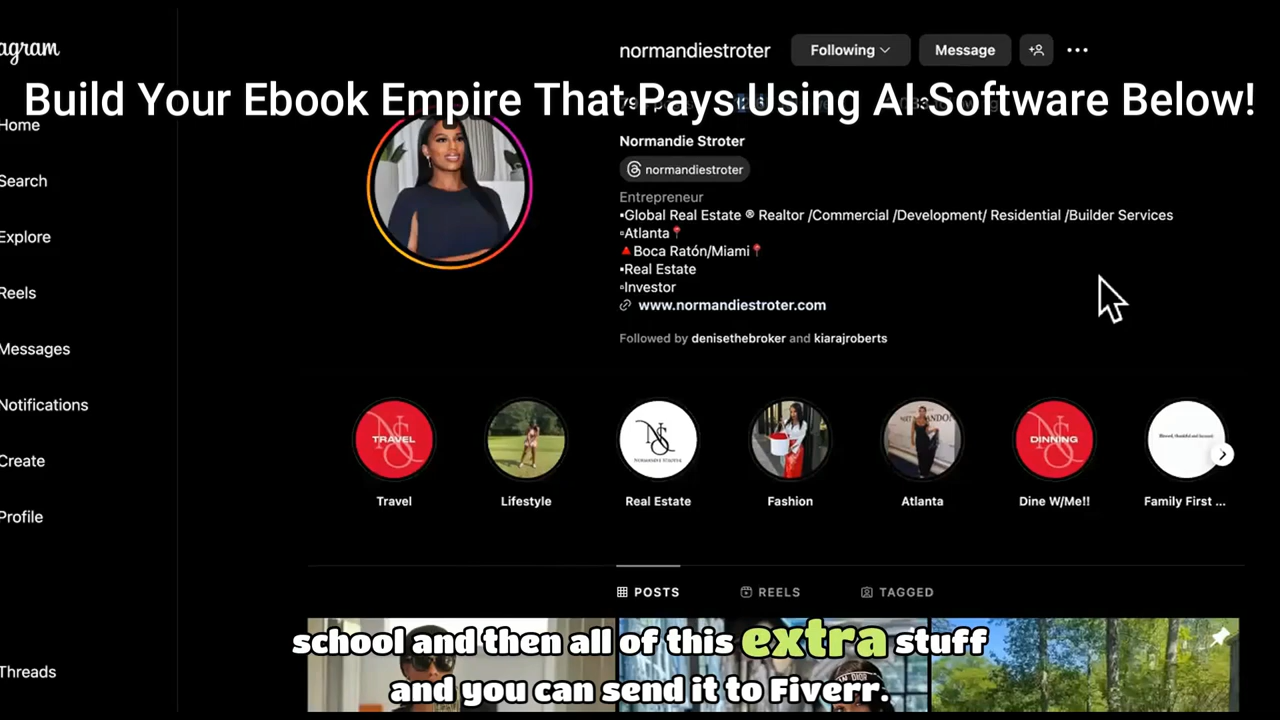 agram
normandiestroter
Following
Message
Build Your Ebook Empire That Pays Using AI Software Below!
Home
Search
Explore
Reels
Messages
Notifications
Create
Profile
Threads
Normandie Stroter
normandiestroter
Entrepreneur
▪Global Real Estate ® Realtor /Commercial /Development/ Residential /Builder Services
▫Atlanta📍
🔺Boca Ratón/Miami📍
▪Real Estate
▫Investor
www.normandiestroter.com
Followed by denisethebroker and kiarajroberts
TRAVEL
DINNING
Travel
Lifestyle
Real Estate
Fashion
Atlanta
Dine W/Me!!
Family First ...
POSTS
REELS
TAGGED
school and then all of this extra stuff
and you can send it to Fiverr.